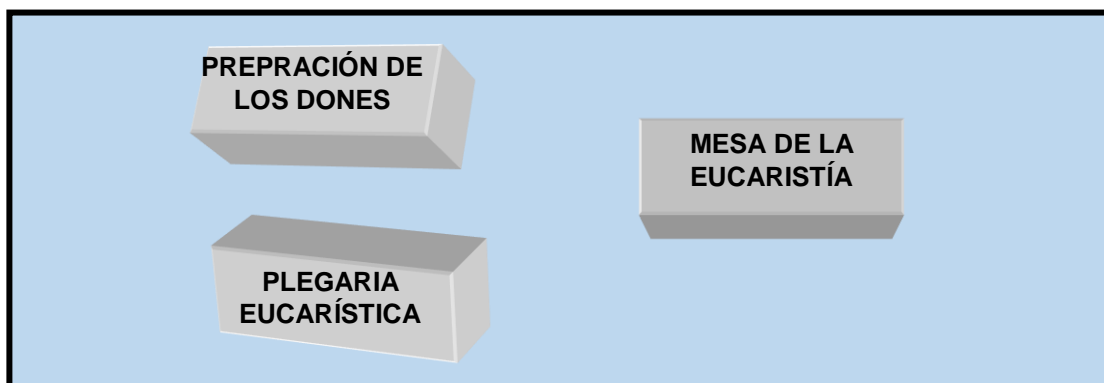 PREPRACIÓN DE
LOS DONES
MESA DE LA
EUCARISTÍA
PLEGARIA
EUCARÍSTICA